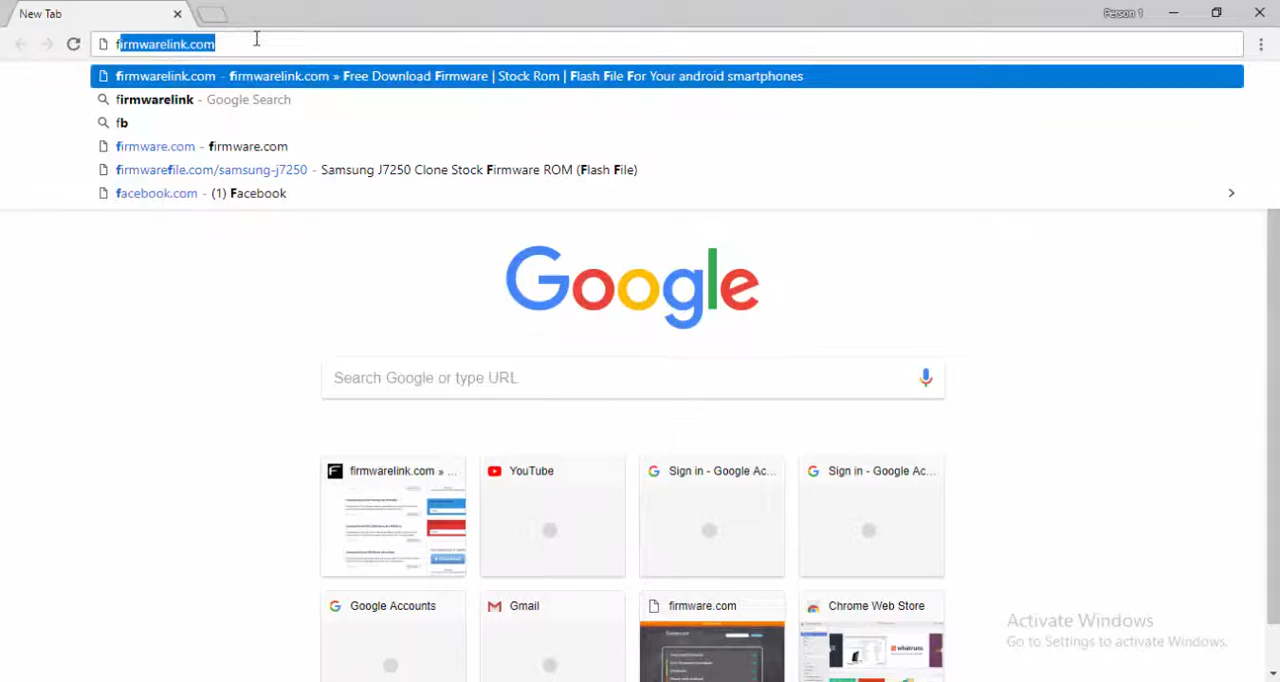 New Tab
Person 1
firmwarelink.com
firmwarelink.com - firmwarelink.com » Free Download Firmware | Stock Rom | Flash File For Your android smartphones
firmwarelink - Google Search
fb
firmware.com - firmware.com
firmwarefile.com/samsung-j7250 - Samsung J7250 Clone Stock Firmware ROM (Flash File)
facebook.com - (1) Facebook
Google
Search Google or type URL
firmwarelink.com » ...
YouTube
Sign in - Google Ac...
Sign in - Google Ac...
Google Accounts
Gmail
firmware.com
Chrome Web Store
Activate Windows
Go to Settings to activate Windows.